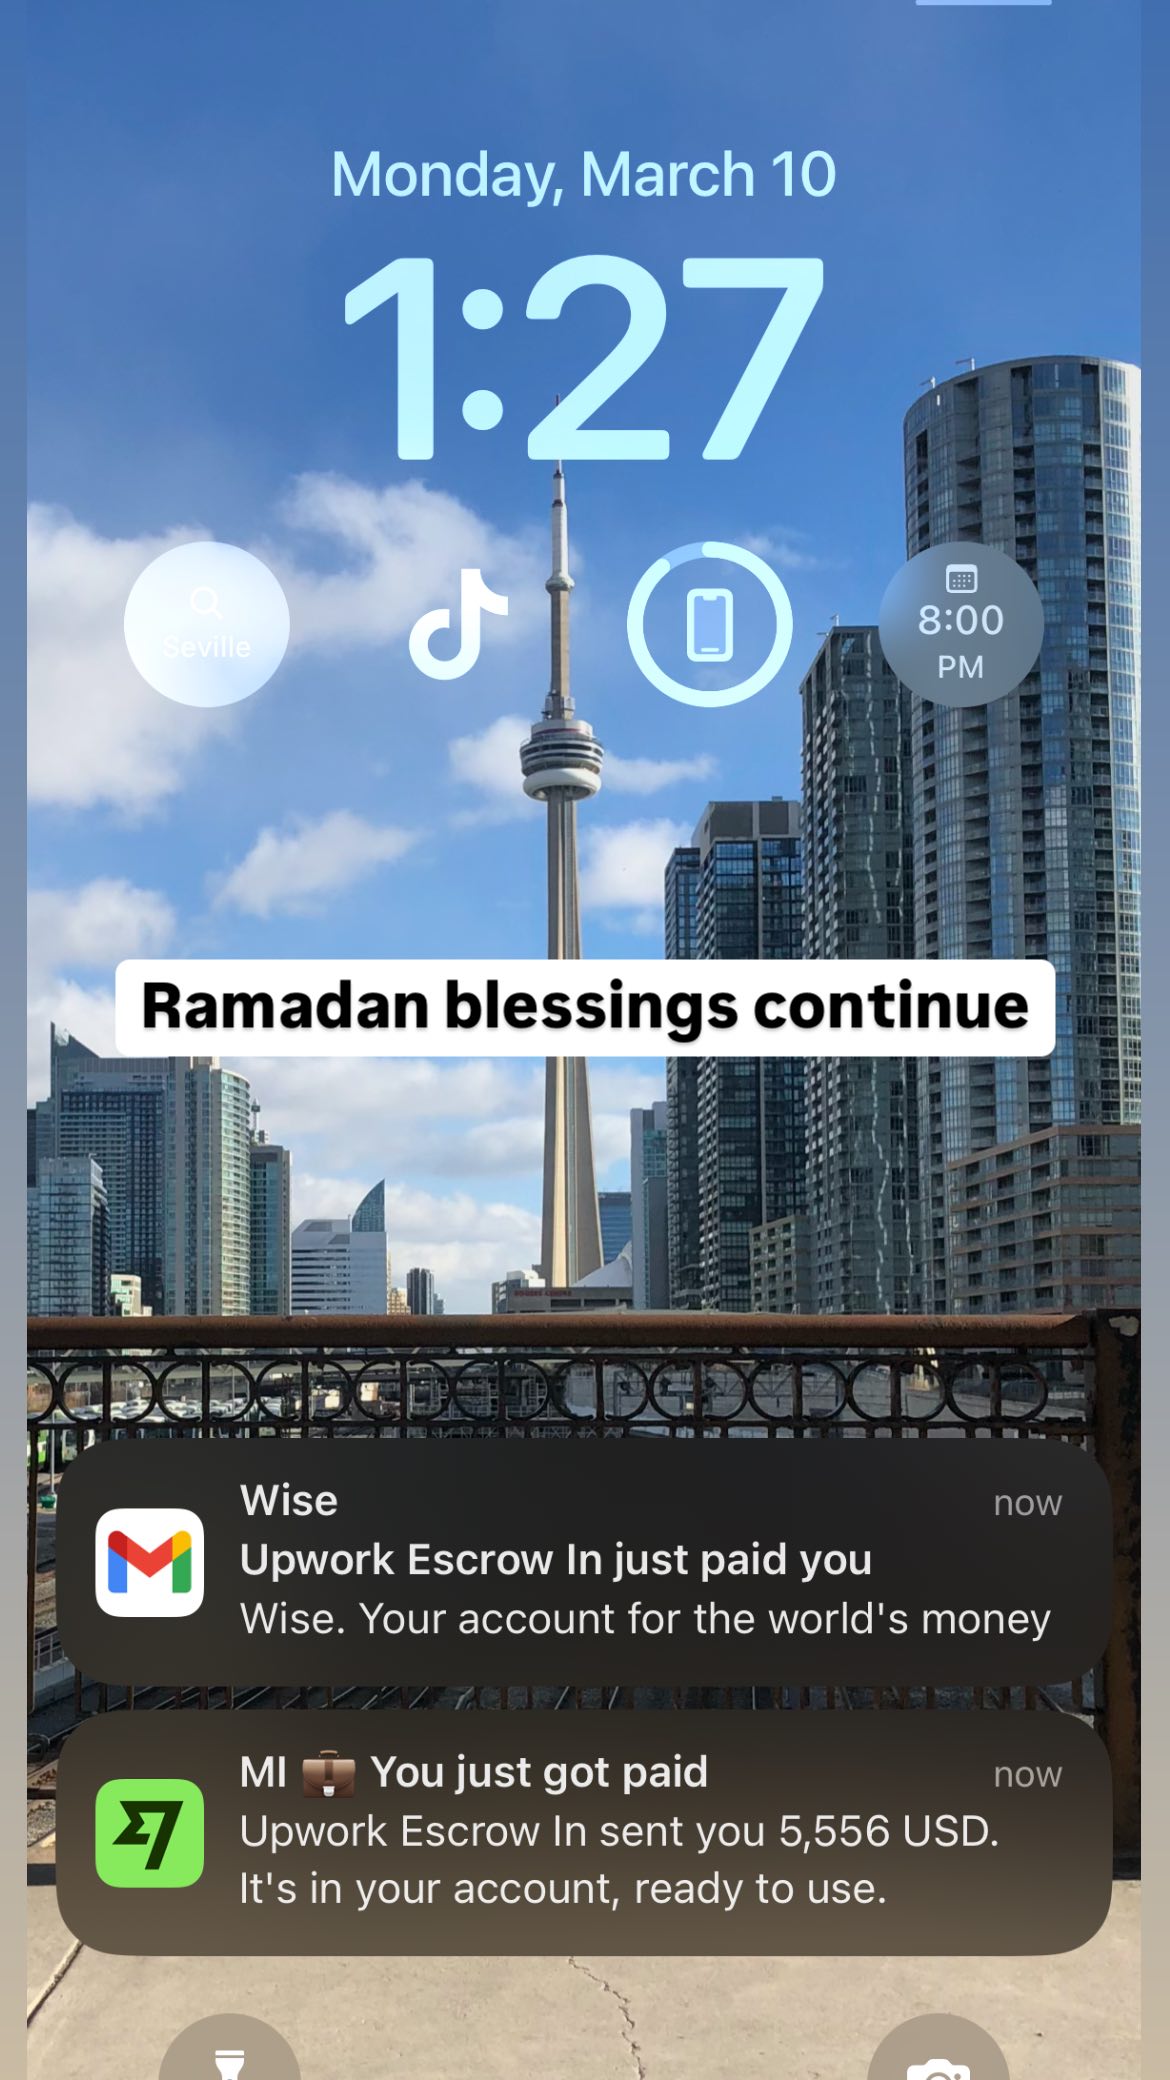 Monday, March 10
1:27
Seville
8:00
PM
Ramadan blessings continue
Wise
now
Upwork Escrow In just paid you
Wise. Your account for the world's money
MI 💼 You just got paid
now
Upwork Escrow In sent you 5,556 USD.
It's in your account, ready to use.